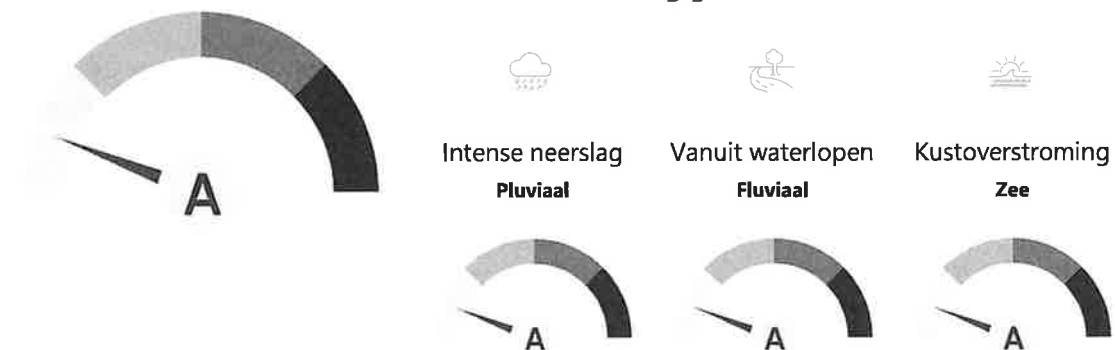 A
Intense neerslag
Pluviaal
A
Vanuit waterlopen
Fluviaal
A
Kustoverstroming
Zee
A